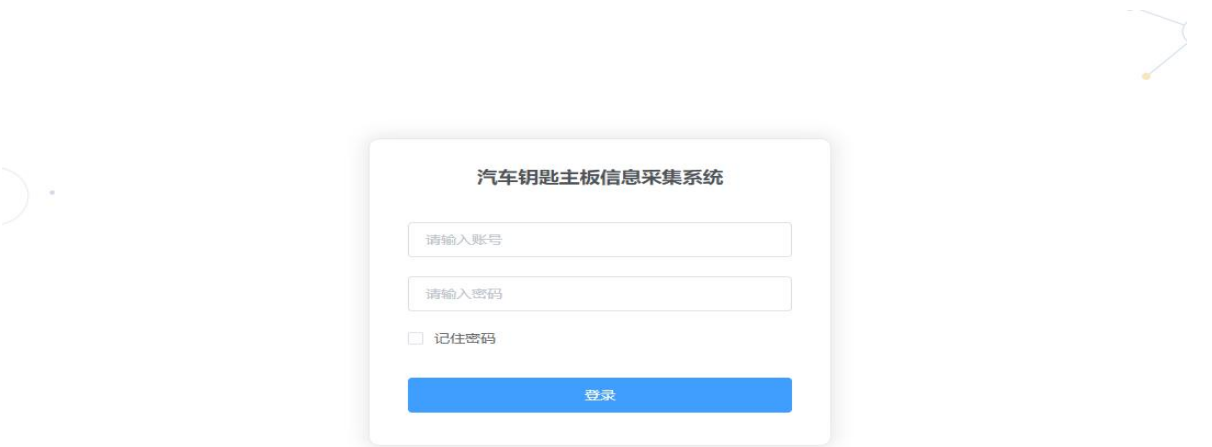 汽车钥匙主板信息采集系统
请输入账号
请输入密码
记住密码
登录